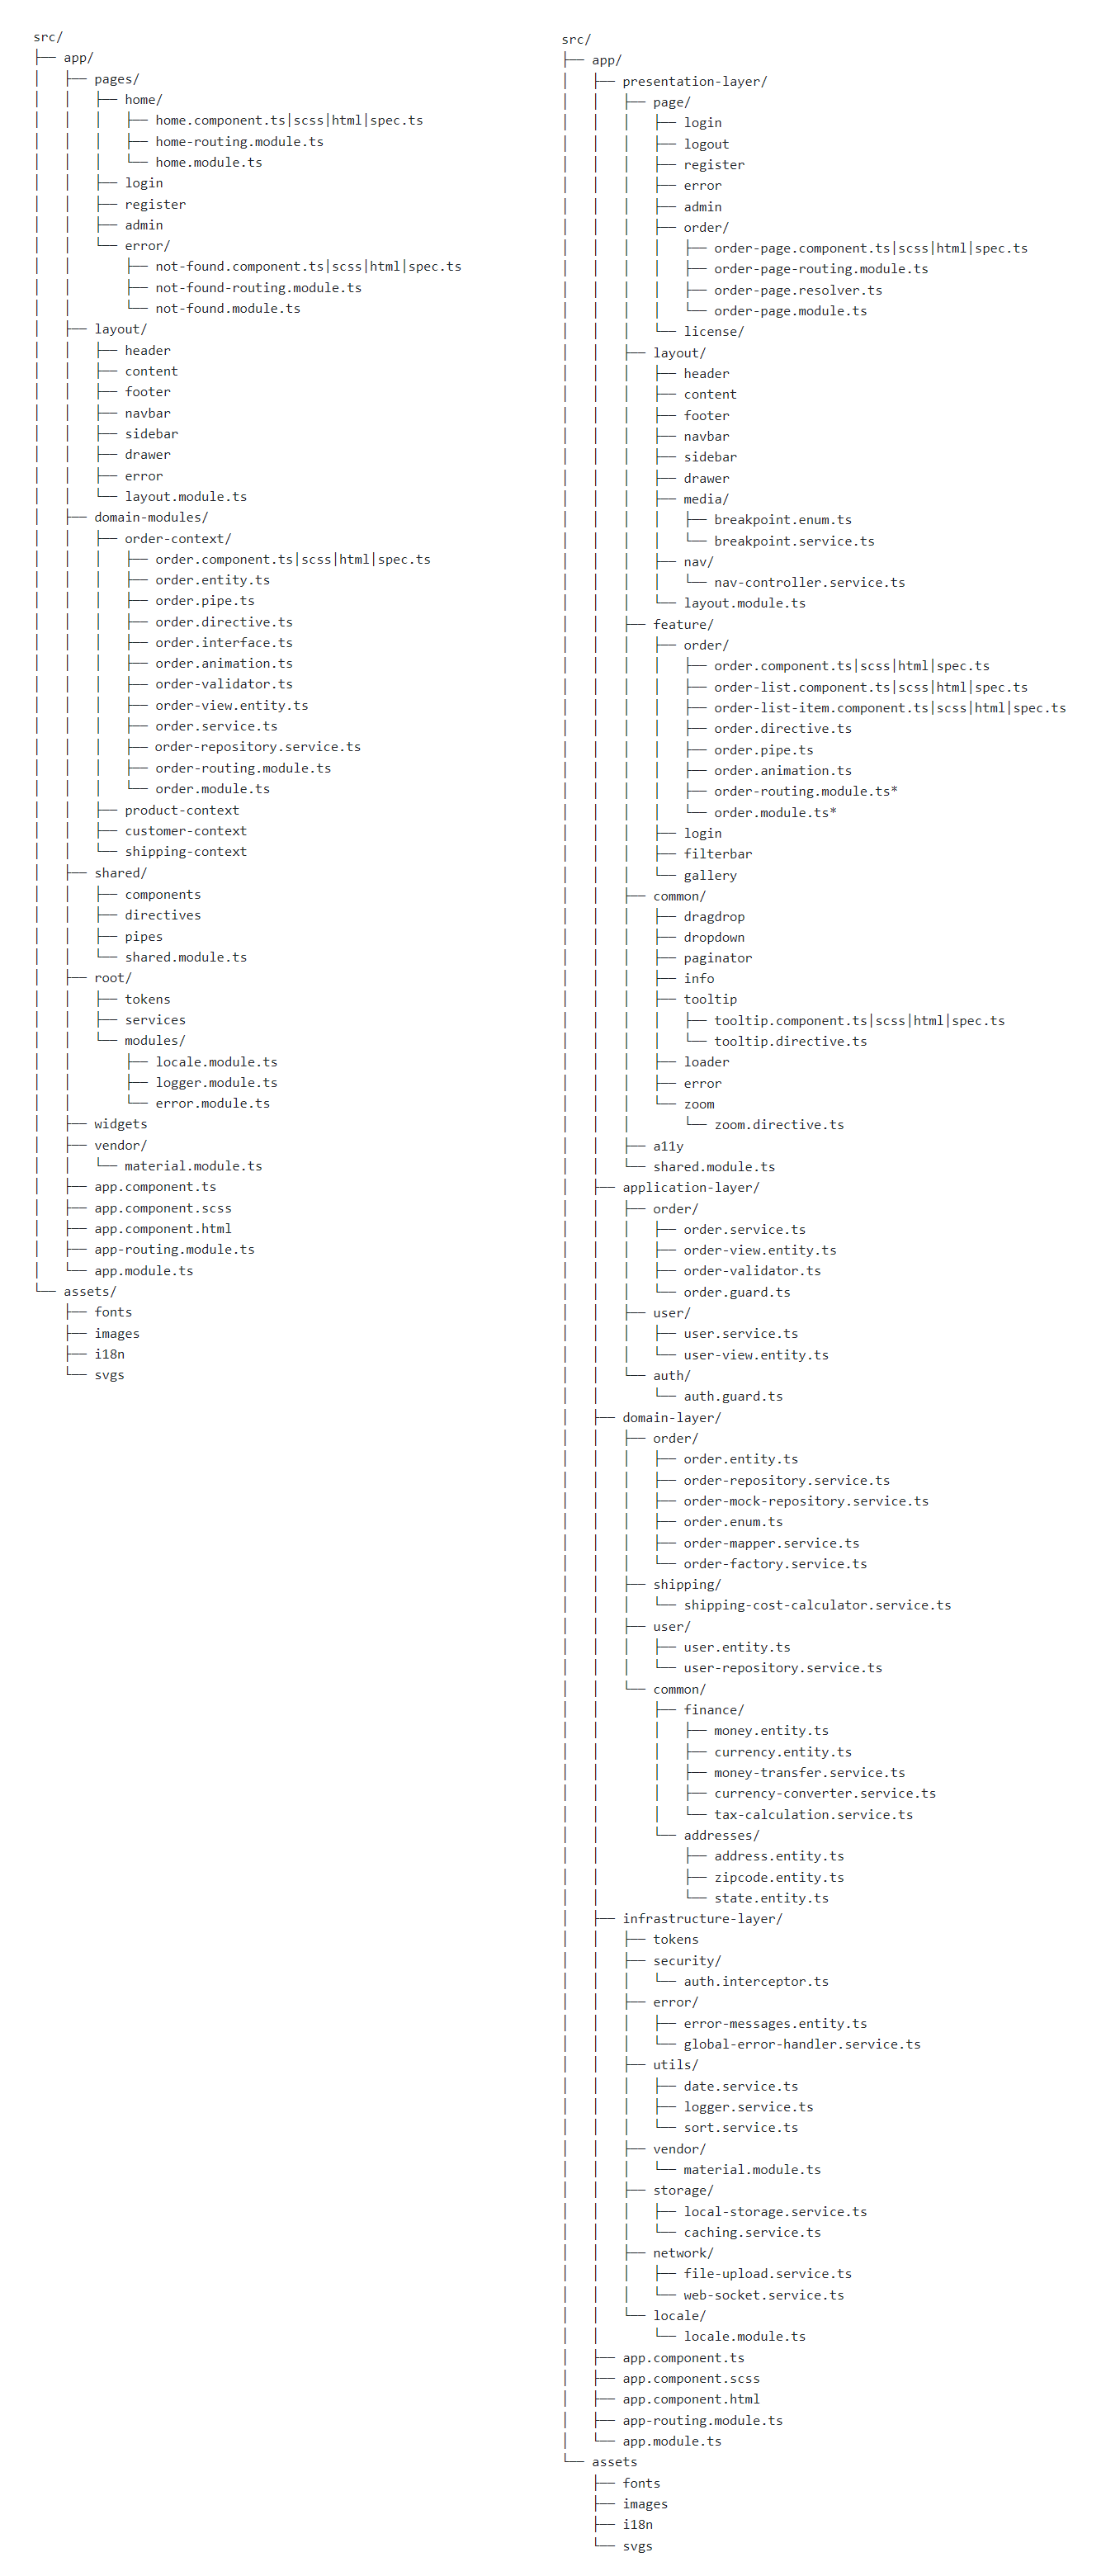 src/
├── app/
│   ├── pages/
│   │   ├── home/
│   │   │   ├── home.component.ts|scss|html|spec.ts
│   │   │   ├── home-routing.module.ts
│   │   │   └── home.module.ts
│   │   ├── login
│   │   ├── register
│   │   ├── admin
│   │   └── error/
│   │       ├── not-found.component.ts|scss|html|spec.ts
│   │       ├── not-found-routing.module.ts
│   │       └── not-found.module.ts
│   ├── layout/
│   │   ├── header
│   │   ├── content
│   │   ├── footer
│   │   ├── navbar
│   │   ├── sidebar
│   │   ├── drawer
│   │   ├── error
│   │   └── layout.module.ts
│   ├── domain-modules/
│   │   ├── order-context/
│   │   │   ├── order.component.ts|scss|html|spec.ts
│   │   │   ├── order.entity.ts
│   │   │   ├── order.pipe.ts
│   │   │   ├── order.directive.ts
│   │   │   ├── order.interface.ts
│   │   │   ├── order.animation.ts
│   │   │   ├── order-validator.ts
│   │   │   ├── order-view.entity.ts
│   │   │   ├── order.service.ts
│   │   │   ├── order-repository.service.ts
│   │   │   ├── order-routing.module.ts
│   │   │   └── order.module.ts
│   │   ├── product-context
│   │   ├── customer-context
│   │   └── shipping-context
│   ├── shared/
│   │   ├── components
│   │   ├── directives
│   │   ├── pipes
│   │   └── shared.module.ts
│   ├── root/
│   │   ├── tokens
│   │   ├── services
│   │   └── modules/
│   │       ├── locale.module.ts
│   │       ├── logger.module.ts
│   │       └── error.module.ts
│   ├── widgets
│   ├── vendor/
│   │   └── material.module.ts
│   ├── app.component.ts
│   ├── app.component.scss
│   ├── app.component.html
│   ├── app-routing.module.ts
│   └── app.module.ts
└── assets/
    ├── fonts
    ├── images
    ├── i18n
    └── svgs
src/
├── app/
│   ├── presentation-layer/
│   │   ├── page/
│   │   │   ├── login
│   │   │   ├── logout
│   │   │   ├── register
│   │   │   ├── error
│   │   │   ├── admin
│   │   │   ├── order/
│   │   │   │   ├── order-page.component.ts|scss|html|spec.ts
│   │   │   │   ├── order-page-routing.module.ts
│   │   │   │   ├── order-page.resolver.ts
│   │   │   │   └── order-page.module.ts
│   │   │   └── license/
│   │   ├── layout/
│   │   │   ├── header
│   │   │   ├── content
│   │   │   ├── footer
│   │   │   ├── navbar
│   │   │   ├── sidebar
│   │   │   ├── drawer
│   │   │   ├── media/
│   │   │   │   ├── breakpoint.enum.ts
│   │   │   │   └── breakpoint.service.ts
│   │   │   ├── nav/
│   │   │   │   └── nav-controller.service.ts
│   │   │   └── layout.module.ts
│   │   ├── feature/
│   │   │   ├── order/
│   │   │   │   ├── order.component.ts|scss|html|spec.ts
│   │   │   │   ├── order-list.component.ts|scss|html|spec.ts
│   │   │   │   ├── order-list-item.component.ts|scss|html|spec.ts
│   │   │   │   ├── order.directive.ts
│   │   │   │   ├── order.pipe.ts
│   │   │   │   ├── order.animation.ts
│   │   │   │   ├── order-routing.module.ts*
│   │   │   │   └── order.module.ts*
│   │   │   ├── login
│   │   │   ├── filterbar
│   │   │   └── gallery
│   │   ├── common/
│   │   │   ├── dragdrop
│   │   │   ├── dropdown
│   │   │   ├── paginator
│   │   │   ├── info
│   │   │   ├── tooltip
│   │   │   │   ├── tooltip.component.ts|scss|html|spec.ts
│   │   │   │   └── tooltip.directive.ts
│   │   │   ├── loader
│   │   │   ├── error
│   │   │   └── zoom
│   │   │       └── zoom.directive.ts
│   │   ├── a11y
│   │   └── shared.module.ts
│   ├── application-layer/
│   │   ├── order/
│   │   │   ├── order.service.ts
│   │   │   ├── order-view.entity.ts
│   │   │   ├── order-validator.ts
│   │   │   └── order.guard.ts
│   │   ├── user/
│   │   │   ├── user.service.ts
│   │   │   └── user-view.entity.ts
│   │   └── auth/
│   │       └── auth.guard.ts
│   ├── domain-layer/
│   │   ├── order/
│   │   │   ├── order.entity.ts
│   │   │   ├── order-repository.service.ts
│   │   │   ├── order-mock-repository.service.ts
│   │   │   ├── order.enum.ts
│   │   │   ├── order-mapper.service.ts
│   │   │   └── order-factory.service.ts
│   │   ├── shipping/
│   │   │   └── shipping-cost-calculator.service.ts
│   │   ├── user/
│   │   │   ├── user.entity.ts
│   │   │   └── user-repository.service.ts
│   │   └── common/
│   │       ├── finance/
│   │       │   ├── money.entity.ts
│   │       │   ├── currency.entity.ts
│   │       │   ├── money-transfer.service.ts
│   │       │   ├── currency-converter.service.ts
│   │       │   └── tax-calculation.service.ts
│   │       └── addresses/
│   │           ├── address.entity.ts
│   │           ├── zipcode.entity.ts
│   │           └── state.entity.ts
│   ├── infrastructure-layer/
│   │   ├── tokens
│   │   ├── security/
│   │   │   └── auth.interceptor.ts
│   │   ├── error/
│   │   │   ├── error-messages.entity.ts
│   │   │   └── global-error-handler.service.ts
│   │   ├── utils/
│   │   │   ├── date.service.ts
│   │   │   ├── logger.service.ts
│   │   │   └── sort.service.ts
│   │   ├── vendor/
│   │   │   └── material.module.ts
│   │   ├── storage/
│   │   │   ├── local-storage.service.ts
│   │   │   └── caching.service.ts
│   │   ├── network/
│   │   │   ├── file-upload.service.ts
│   │   │   └── web-socket.service.ts
│   │   └── locale/
│   │       └── locale.module.ts
│   ├── app.component.ts
│   ├── app.component.scss
│   ├── app.component.html
│   ├── app-routing.module.ts
│   └── app.module.ts
└── assets
    ├── fonts
    ├── images
    ├── i18n
    └── svgs